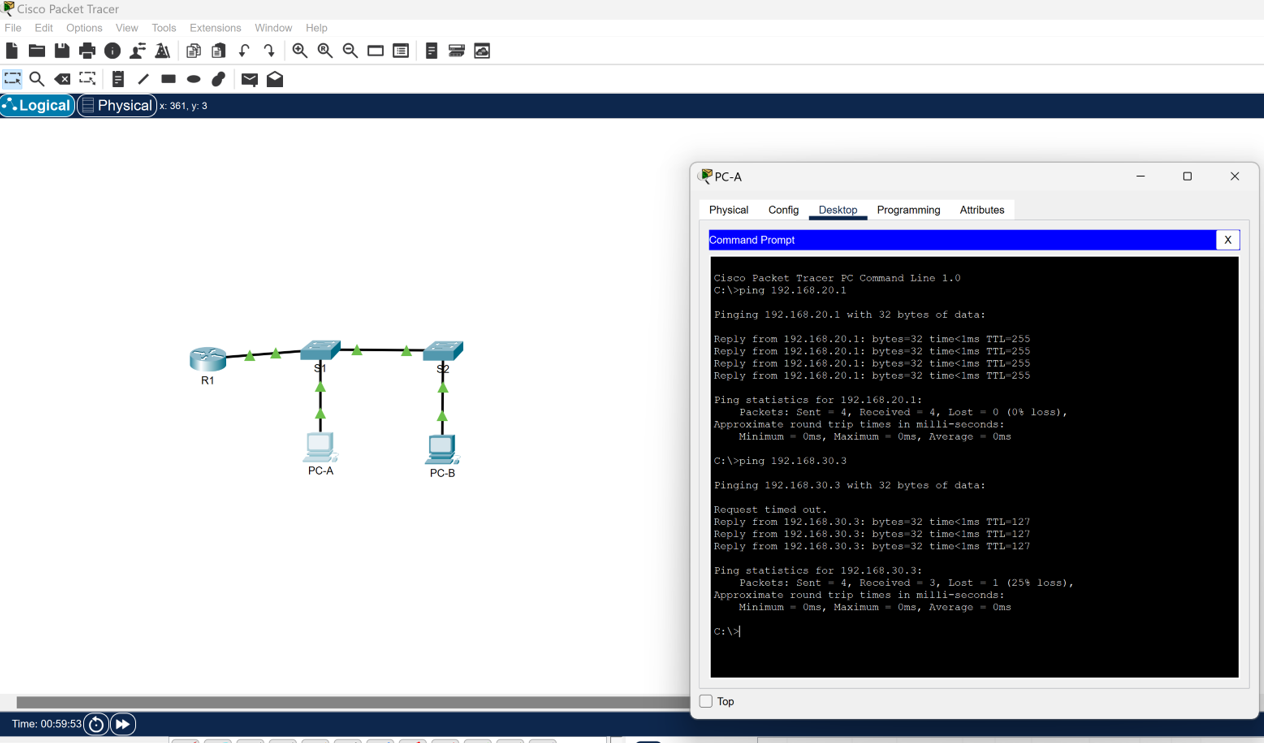 Cisco Packet Tracer
File Edit Options View Tools Extensions Window Help
Logical Physical x: 361, y: 3
PC-A
Physical Config Desktop Programming Attributes
Command Prompt X
Cisco Packet Tracer PC Command Line 1.0
C:\>ping 192.168.20.1
Pinging 192.168.20.1 with 32 bytes of data:
Reply from 192.168.20.1: bytes=32 time<1ms TTL=255
Reply from 192.168.20.1: bytes=32 time<1ms TTL=255
Reply from 192.168.20.1: bytes=32 time<1ms TTL=255
Reply from 192.168.20.1: bytes=32 time<1ms TTL=255
Ping statistics for 192.168.20.1:
Packets: Sent = 4, Received = 4, Lost = 0 (0% loss),
Approximate round trip times in milli-seconds:
Minimum = 0ms, Maximum = 0ms, Average = 0ms
C:\>ping 192.168.30.3
Pinging 192.168.30.3 with 32 bytes of data:
Request timed out.
Reply from 192.168.30.3: bytes=32 time<1ms TTL=127
Reply from 192.168.30.3: bytes=32 time<1ms TTL=127
Reply from 192.168.30.3: bytes=32 time<1ms TTL=127
Ping statistics for 192.168.30.3:
Packets: Sent = 4, Received = 3, Lost = 1 (25% loss),
Approximate round trip times in milli-seconds:
Minimum = 0ms, Maximum = 0ms, Average = 0ms
C:\>
Top
R1
S1
S2
PC-A
PC-B
Time: 00:59:53